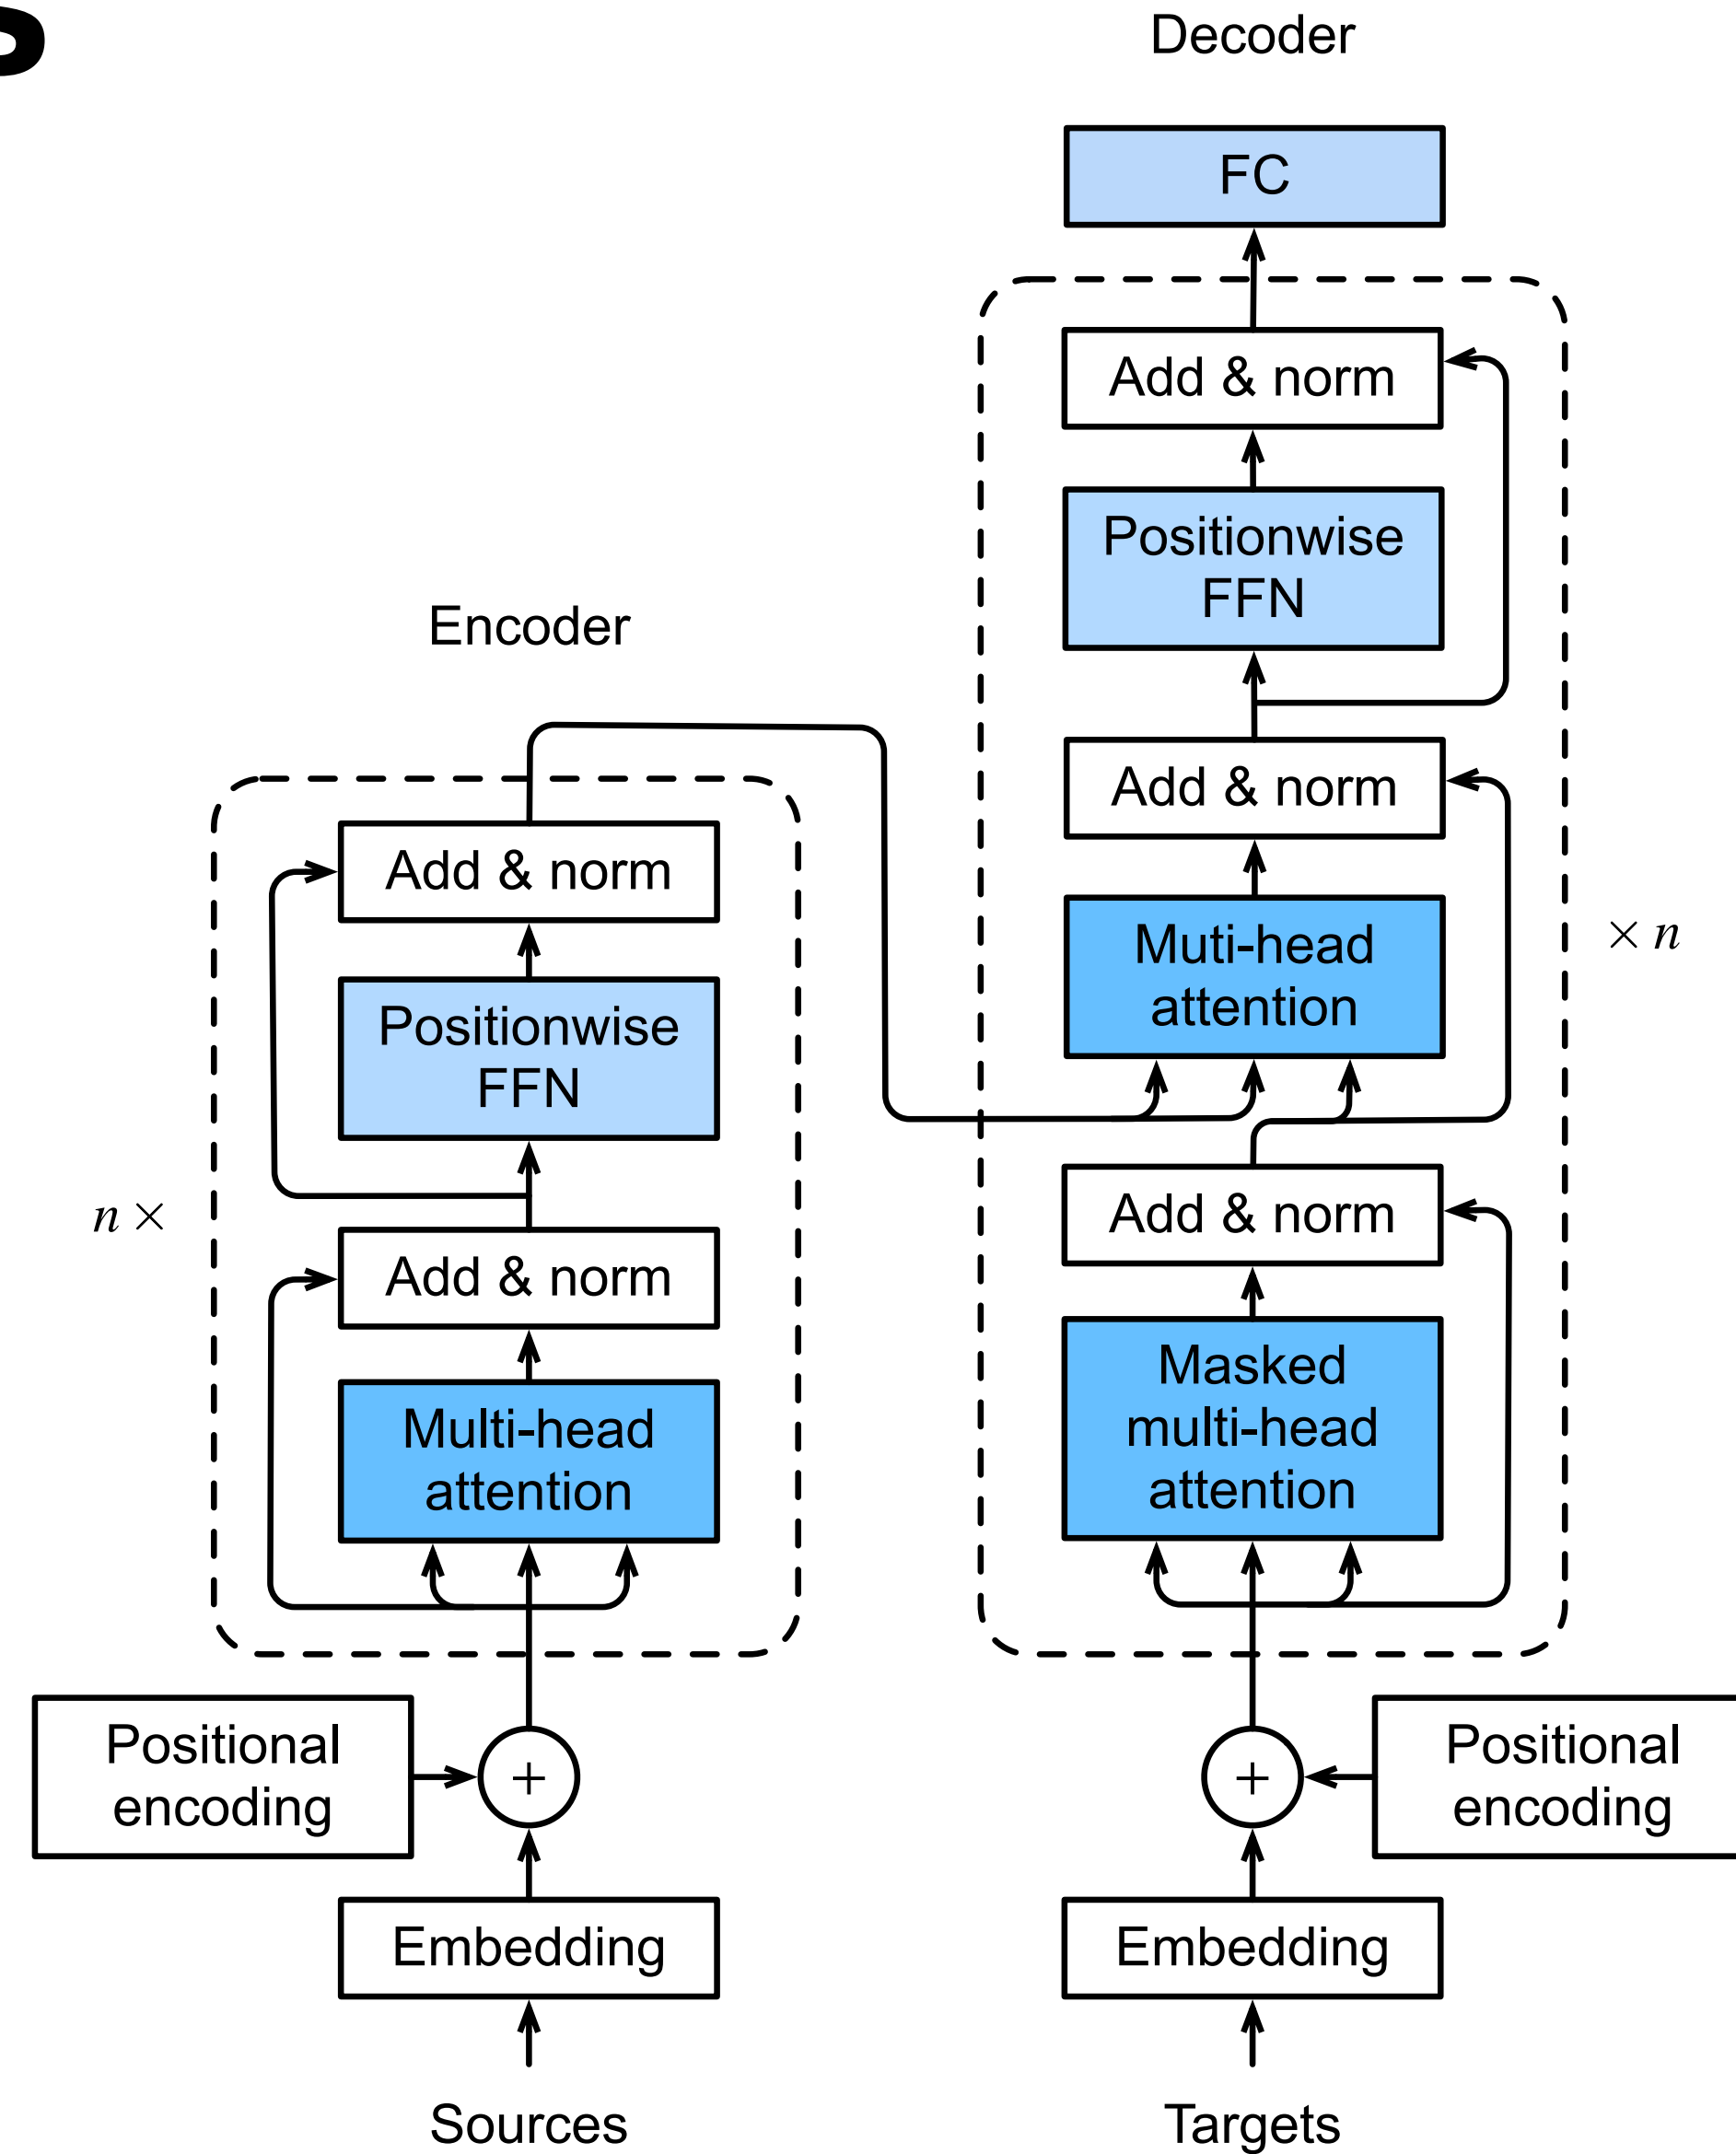 Decoder
FC
Add & norm
Positionwise
FFN
Add & norm
Muti-head
attention
× n
Add & norm
Masked
multi-head
attention
Positional
encoding
+
Embedding
Targets
Encoder
Add & norm
Positionwise
FFN
n ×
Add & norm
Multi-head
attention
Positional
encoding
+
Embedding
Sources